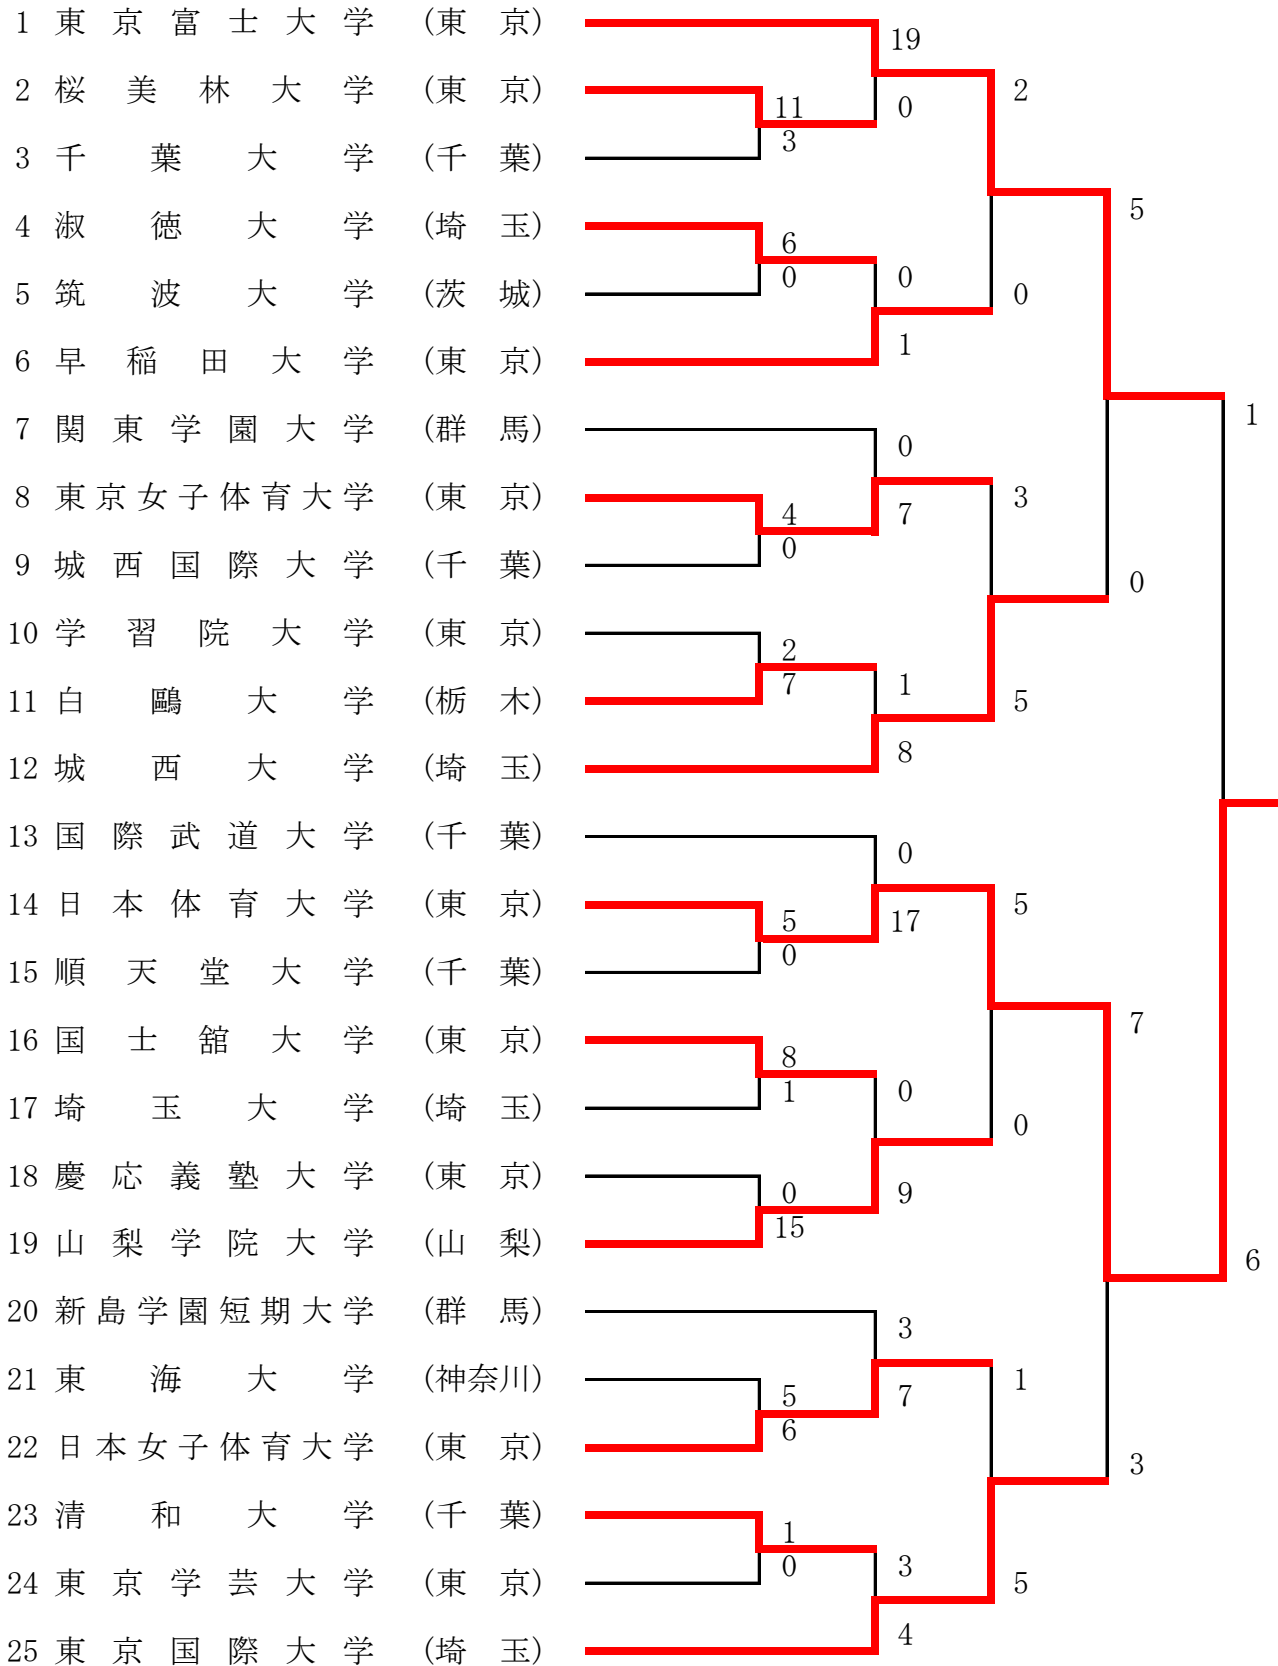 1 東京富士大学 (東京)
19
2 桜美林大学 (東京)
2
11
0
3 千葉大学 (千葉)
3
5
4 淑徳大学 (埼玉)
6
0
0
5 筑波大学 (茨城)
0
6 早稲田大学 (東京)
1
7 関東学園大学 (群馬)
0
1
8 東京女子体育大学 (東京)
4
7
3
9 城西国際大学 (千葉)
0
0
10 学習院大学 (東京)
2
11 白鷗大学 (栃木)
7
1
5
12 城西大学 (埼玉)
8
13 国際武道大学 (千葉)
0
14 日本体育大学 (東京)
5
17
5
15 順天堂大学 (千葉)
0
7
16 国士舘大学 (東京)
8
17 埼玉大学 (埼玉)
1
0
0
18 慶応義塾大学 (東京)
0
9
19 山梨学院大学 (山梨)
15
6
20 新島学園短期大学 (群馬)
3
21 東海大学 (神奈川)
5
7
1
22 日本女子体育大学 (東京)
6
3
23 清和大学 (千葉)
1
24 東京学芸大学 (東京)
0
3
5
25 東京国際大学 (埼玉)
4